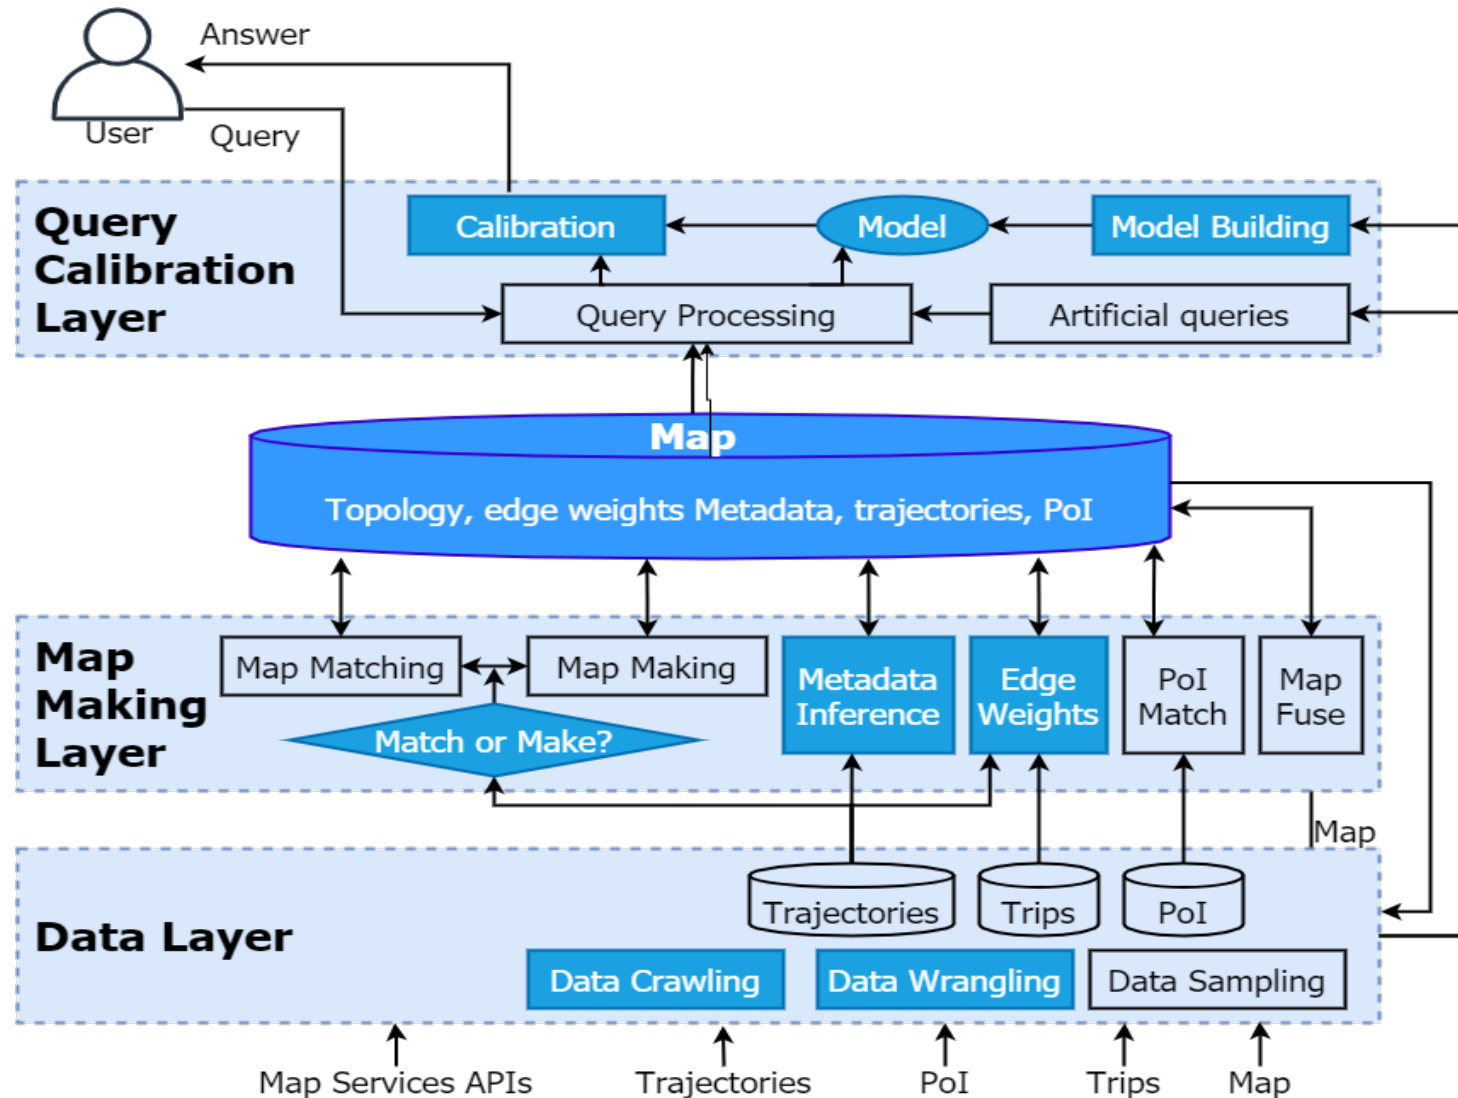 Answer
User
Query
Query
Calibration
Layer
Calibration
Model
Model Building
Query Processing
Artificial queries
Map
Topology, edge weights Metadata, trajectories, PoI
Map
Making
Layer
Map Matching
Map Making
Metadata
Inference
Edge
Weights
PoI
Match
Map
Fuse
Match or Make?
Map
Data Layer
Trajectories
Trips
PoI
Data Crawling
Data Wrangling
Data Sampling
Map Services APIs
Trajectories
PoI
Trips
Map